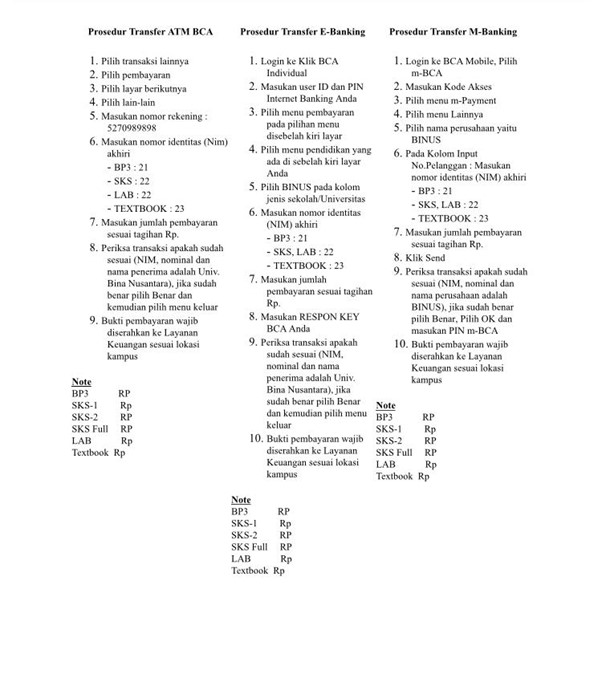 Prosedur Transfer ATM BCA
1. Pilih transaksi lainnya
2. Pilih pembayaran
3. Pilih layar berikutnya
4. Pilih lain-lain
5. Masukan nomor rekening :
5270989898
6. Masukan nomor identitas (Nim)
akhiri
- BP3 : 21
- SKS : 22
- LAB : 22
- TEXTBOOK : 23
7. Masukan jumlah pembayaran
sesuai tagihan Rp.
8. Periksa transaksi apakah sudah
sesuai (NIM, nominal dan
nama penerima adalah Univ.
Bina Nusantara), jika sudah
benar pilih Benar dan
kemudian pilih menu keluar
9. Bukti pembayaran wajib
diserahkan ke Layanan
Keuangan sesuai lokasi
kampus
Note
BP3 RP
SKS-1 Rp
SKS-2 RP
SKS Full RP
LAB Rp
Textbook Rp
Prosedur Transfer E-Banking
1. Login ke Klik BCA
Individual
2. Masukan user ID dan PIN
Internet Banking Anda
3. Pilih menu pembayaran
pada pilihan menu
disebelah kiri layar
4. Pilih menu pendidikan yang
ada di sebelah kiri layar
Anda
5. Pilih BINUS pada kolom
jenis sekolah/Universitas
6. Masukan nomor identitas
(NIM) akhiri
- BP3 : 21
- SKS, LAB : 22
- TEXTBOOK : 23
7. Masukan jumlah
pembayaran sesuai tagihan
Rp.
8. Masukan RESPON KEY
BCA Anda
9. Periksa transaksi apakah
sudah sesuai (NIM,
nominal dan nama
penerima adalah Univ.
Bina Nusantara), jika
sudah benar pilih Benar
dan kemudian pilih menu
keluar
10. Bukti pembayaran wajib
diserahkan ke Layanan
Keuangan sesuai lokasi
kampus
Note
BP3 RP
SKS-1 Rp
SKS-2 RP
SKS Full RP
LAB Rp
Textbook Rp
Prosedur Transfer M-Banking
1. Login ke BCA Mobile, Pilih
m-BCA
2. Masukan Kode Akses
3. Pilih menu m-Payment
4. Pilih menu Lainnya
5. Pilih nama perusahaan yaitu
BINUS
6. Pada Kolom Input
No.Pelanggan : Masukan
nomor identitas (NIM) akhiri
- BP3 : 21
- SKS, LAB : 22
- TEXTBOOK : 23
7. Masukan jumlah pembayaran
sesuai tagihan Rp.
8. Klik Send
9. Periksa transaksi apakah sudah
sesuai (NIM, nominal dan
nama perusahaan adalah
BINUS), jika sudah benar
pilih Benar, Pilih OK dan
masukan PIN m-BCA
10. Bukti pembayaran wajib
diserahkan ke Layanan
Keuangan sesuai lokasi
kampus
Note
BP3 RP
SKS-1 Rp
SKS-2 RP
SKS Full RP
LAB Rp
Textbook Rp